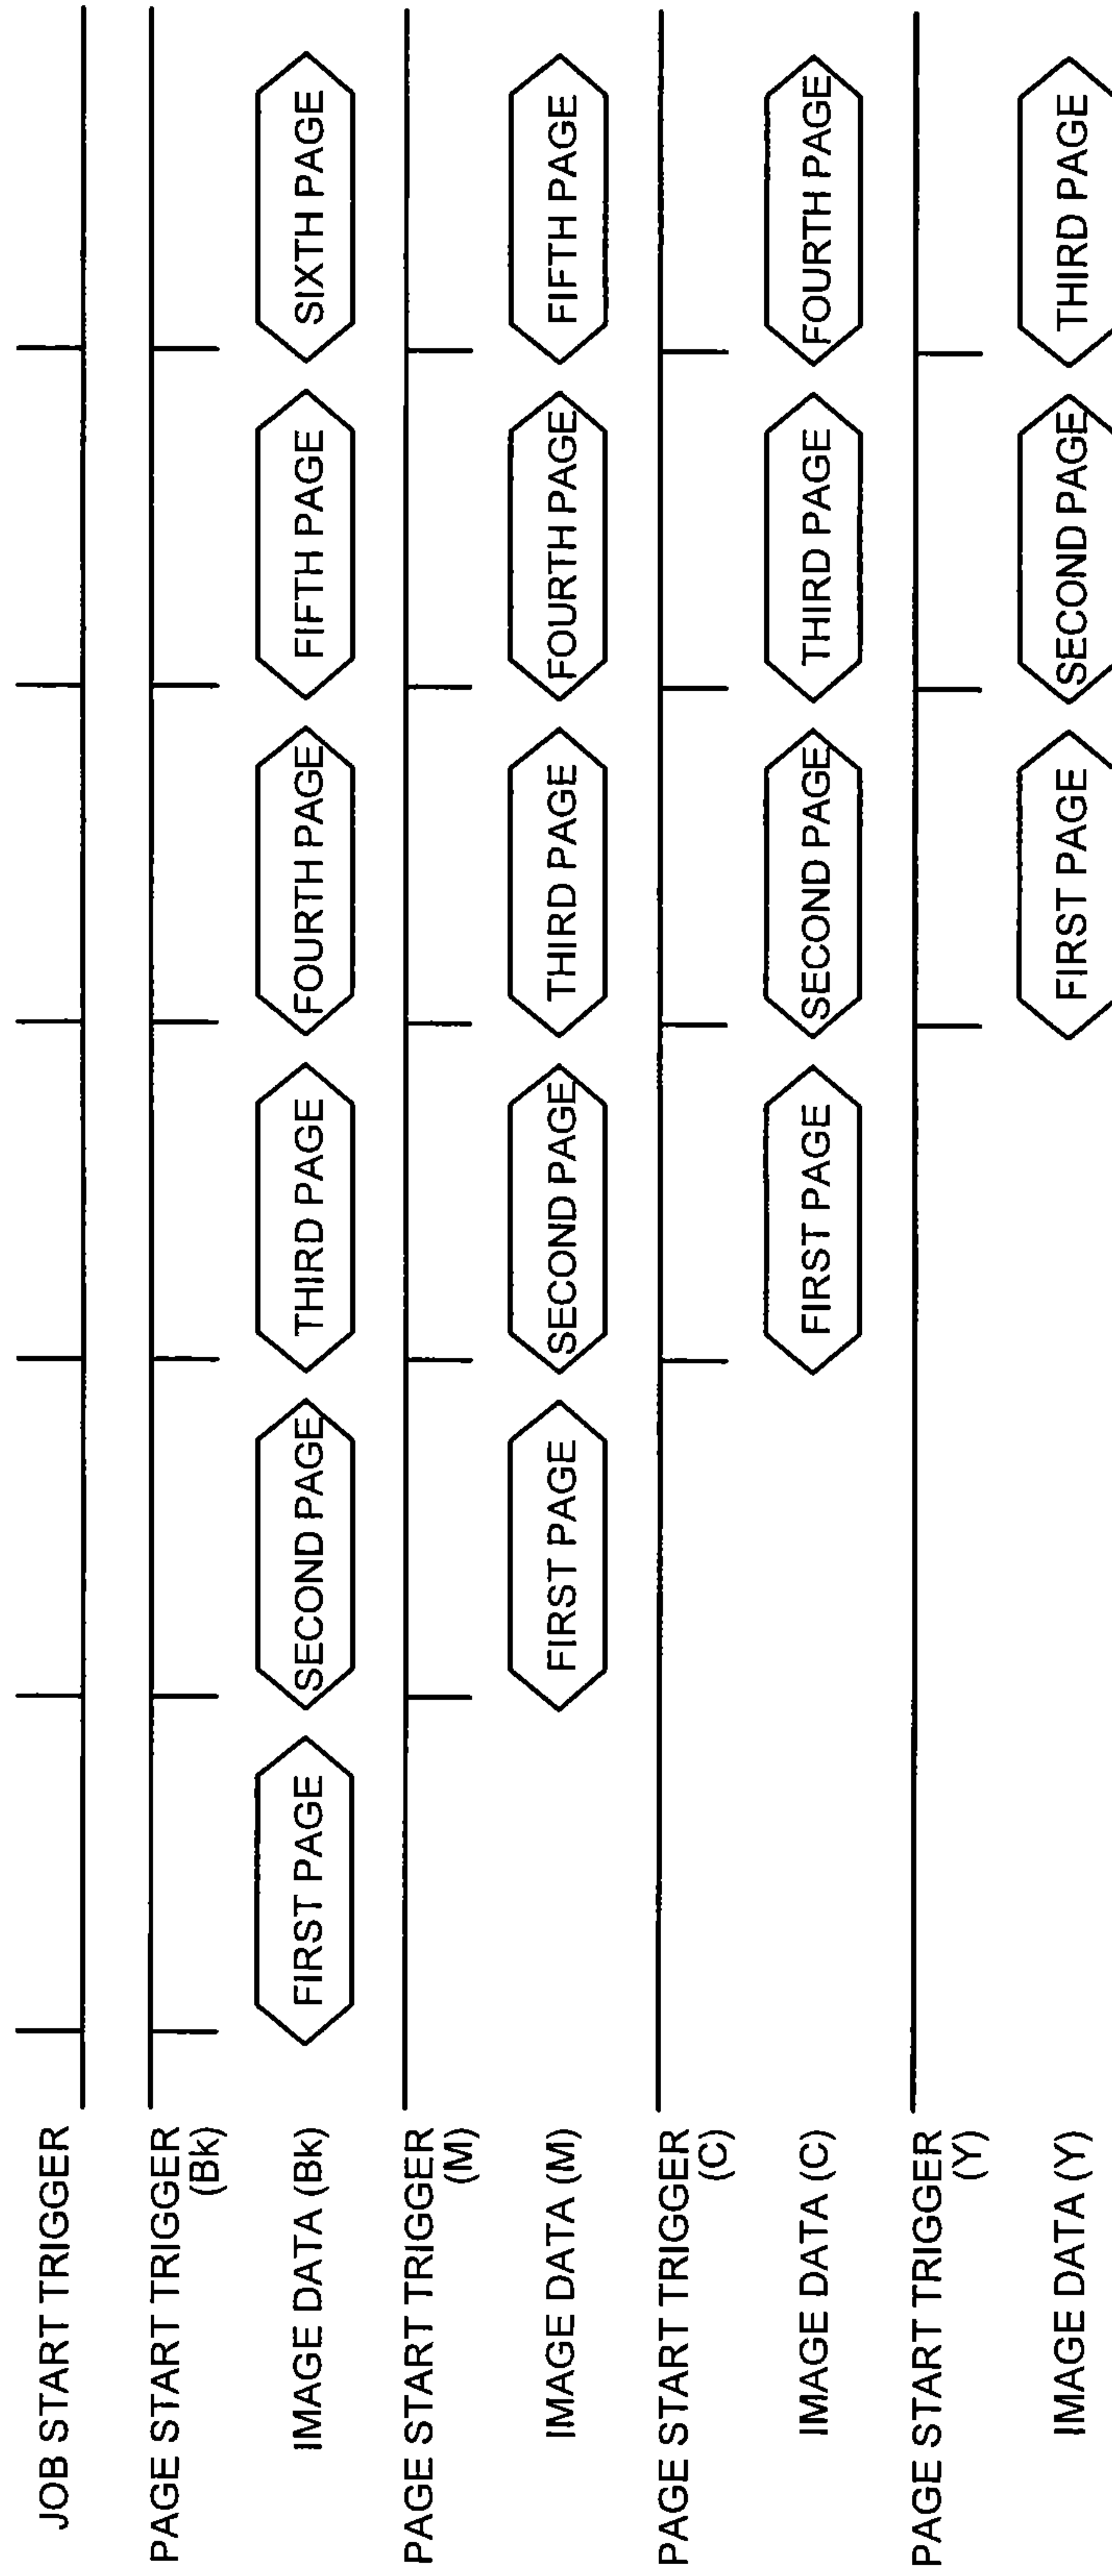 JOB START TRIGGER
PAGE START TRIGGER
(Bk)
IMAGE DATA (Bk)
FIRST PAGE
SECOND PAGE
THIRD PAGE
FOURTH PAGE
FIFTH PAGE
SIXTH PAGE
PAGE START TRIGGER
(M)
IMAGE DATA (M)
FIRST PAGE
SECOND PAGE
THIRD PAGE
FOURTH PAGE
FIFTH PAGE
PAGE START TRIGGER
(C)
IMAGE DATA (C)
FIRST PAGE
SECOND PAGE
THIRD PAGE
FOURTH PAGE
PAGE START TRIGGER
(Y)
IMAGE DATA (Y)
FIRST PAGE
SECOND PAGE
THIRD PAGE